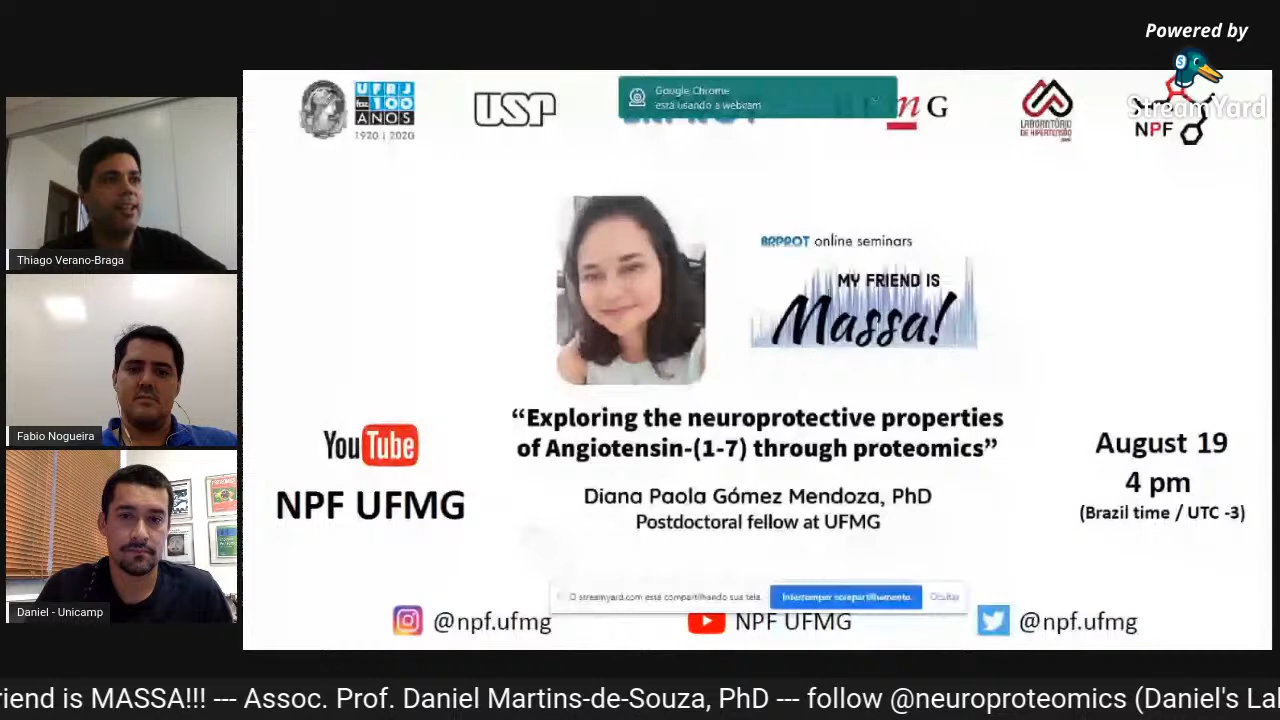 Powered by
StreamYard
UFRJ
faz 100
ANOS
1920 | 2020
USP
Google Chrome
está usando a webcam
m G
LABORATÓRIO
DE HIPERTENSÃO
NPF
Thiago Verano-Braga
Fabio Nogueira
Daniel - Unicamp
BRPROT online seminars
MY FRIEND IS
Massa!
“Exploring the neuroprotective properties
of Angiotensin-(1-7) through proteomics”
Diana Paola Gómez Mendoza, PhD
Postdoctoral fellow at UFMG
YouTube
NPF UFMG
August 19
4 pm
(Brazil time / UTC -3)
O streamyard.com está compartilhando sua tela.
Interromper compartilhamento
Ocultar
@npf.ufmg
NPF UFMG
@npf.ufmg
riend is MASSA!!! --- Assoc. Prof. Daniel Martins-de-Souza, PhD --- follow @neuroproteomics (Daniel's La